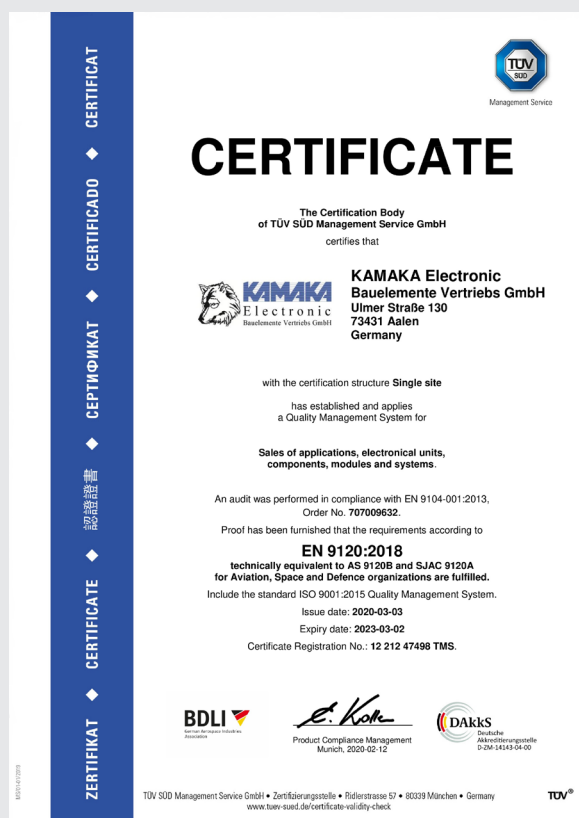 TÜV
SÜD
Management Service
CERTIFICATE
The Certification Body
of TÜV SÜD Management Service GmbH
certifies that
KAMAKA
Electronic
Bauelemente Vertriebs GmbH
KAMAKA Electronic
Bauelemente Vertriebs GmbH
Ulmer Straße 130
73431 Aalen
Germany
with the certification structure Single site
has established and applies
a Quality Management System for
Sales of applications, electronical units,
components, modules and systems.
An audit was performed in compliance with EN 9104-001:2013,
Order No. 707009632.
Proof has been furnished that the requirements according to
EN 9120:2018
technically equivalent to AS 9120B and SJAC 9120A
for Aviation, Space and Defence organizations are fulfilled.
Include the standard ISO 9001:2015 Quality Management System.
Issue date: 2020-03-03
Expiry date: 2023-03-02
Certificate Registration No.: 12 212 47498 TMS.
BDLI
German Aerospace Industries
Association
Product Compliance Management
Munich, 2020-02-12
DAkkS
Deutsche
Akkreditierungsstelle
D-ZM-14143-04-00
TÜV SÜD Management Service GmbH • Zertifizierungsstelle • Ridlerstrasse 57 • 80339 München • Germany
www.tuev-sued.de/certificate-validity-check
TÜV®
ZERTIFIKAT ◆ CERTIFICATE ◆ 認證證書 ◆ СЕРТИФИКАТ ◆ CERTIFICADO ◆ CERTIFICAT